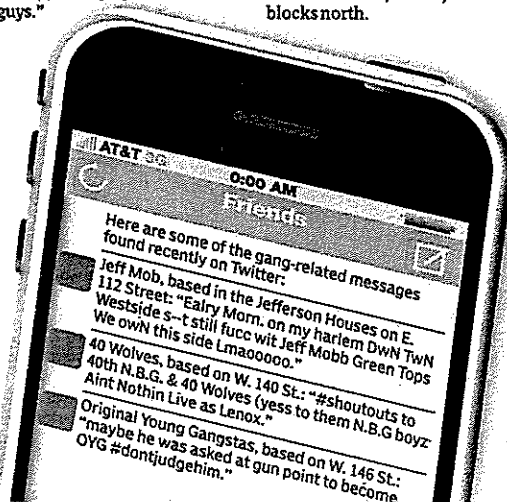 guys."
blocks north.
AT&T 3G
0:00 AM
Friends
Here are some of the gang-related messages
found recently on Twitter:
Jeff Mob, based in the Jefferson Houses on E.
112 Street: "Ealry Morn. on my harlem DwN TwN
Westside s--t still fucc wit Jeff Mobb Green Tops
We owN this side Lmaooooo."
40 Wolves, based on W. 140 St.: "#shoutouts to
40th N.B.G. & 40 Wolves (yess to them N.B.G boyz
Aint Nothin Live as Lenox."
Original Young Gangstas, based on W. 146 St.:
"maybe he was asked at gun point to become
OYG #dontjudgehim."